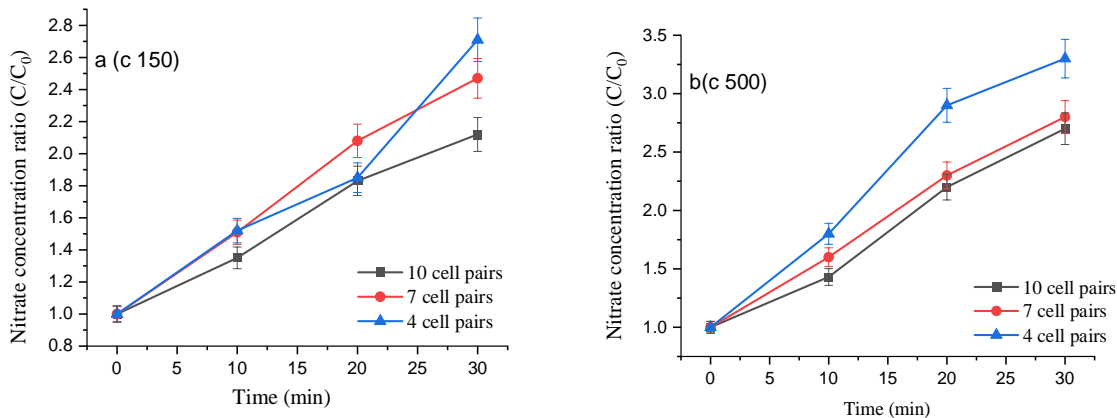 a (c 150)
Nitrate concentration ratio (C/C₀)
2.8
2.6
2.4
2.2
2.0
1.8
1.6
1.4
1.2
1.0
0.8
10 cell pairs
7 cell pairs
4 cell pairs
0 5 10 15 20 25 30
Time (min)
b(c 500)
Nitrate concentration ratio (C/C₀)
3.5
3.0
2.5
2.0
1.5
1.0
10 cell pairs
7 cell pairs
4 cell pairs
0 5 10 15 20 25 30
Time (min)